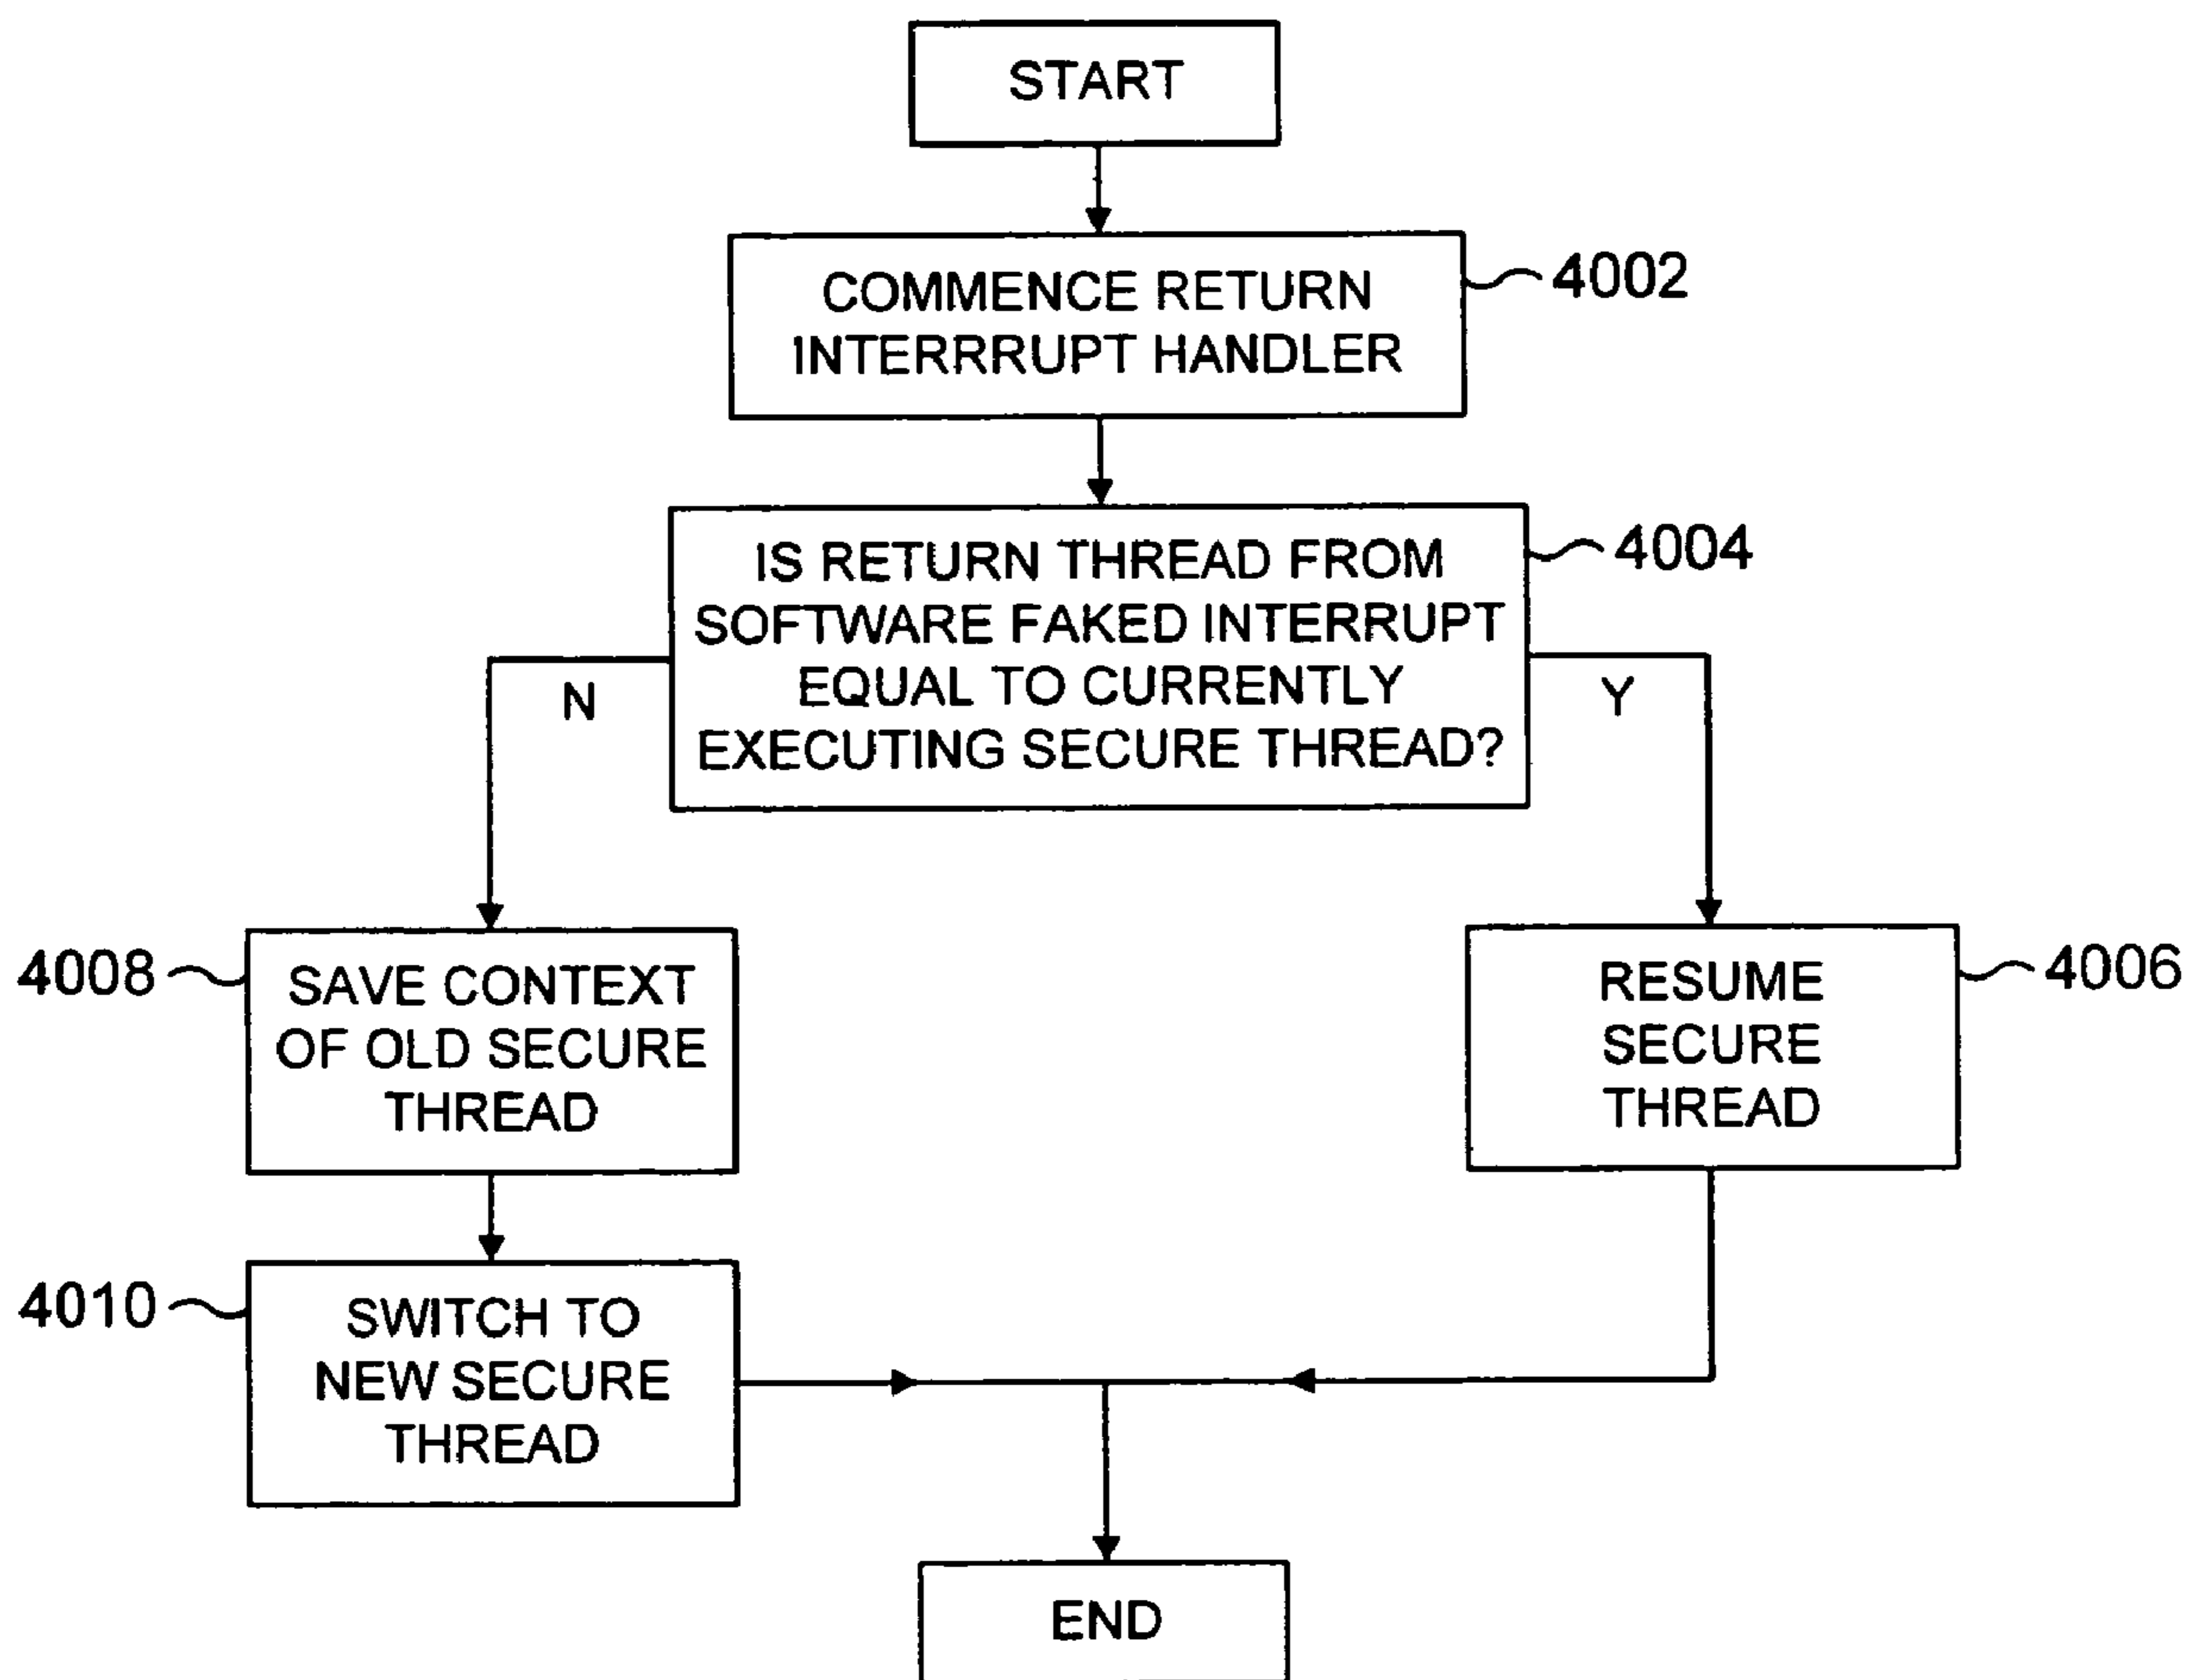 START
COMMENCE RETURN
INTERRRUPT HANDLER
4002
IS RETURN THREAD FROM
SOFTWARE FAKED INTERRUPT
EQUAL TO CURRENTLY
EXECUTING SECURE THREAD?
4004
N
Y
4008
SAVE CONTEXT
OF OLD SECURE
THREAD
RESUME
SECURE
THREAD
4006
4010
SWITCH TO
NEW SECURE
THREAD
END